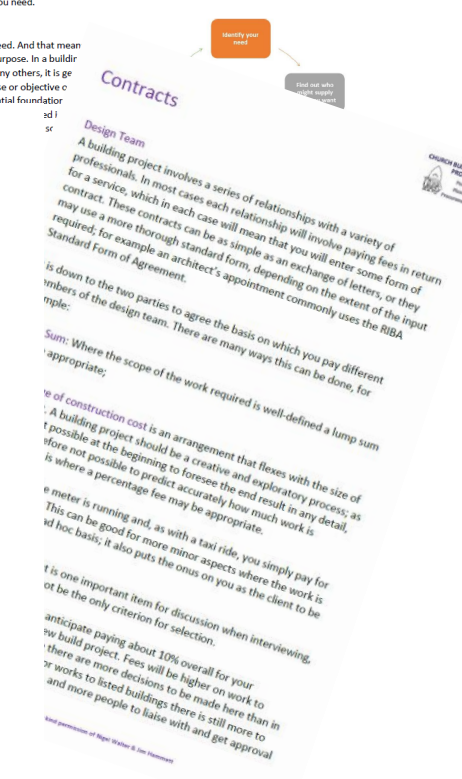 ou need.
eed. And that mean
urpose. In a buildir
ny others, it is ge
se or objective o
tial foundatior
ed i
Identify your
need
Find out who
might supply
want
Contracts
CHURCH BU
PRO
Design Team
A building project involves a series of relationships with a variety of
professionals. In most cases each relationship will involve paying fees in return
for a service, which in each case will mean that you will enter some form of
contract. These contracts can be as simple as an exchange of letters, or they
may use a more thorough standard form, depending on the extent of the input
required; for example an architect's appointment commonly uses the RIBA
Standard Form of Agreement.
is down to the two parties to agree the basis on which you pay different
mbers of the design team. There are many ways this can be done, for
mple:
Sum: Where the scope of the work required is well-defined a lump sum
appropriate;
e of construction cost is an arrangement that flexes with the size of
. A building project should be a creative and exploratory process; as
t possible at the beginning to foresee the end result in any detail,
efore not possible to predict accurately how much work is
is where a percentage fee may be appropriate.
e meter is running and, as with a taxi ride, you simply pay for
This can be good for more minor aspects where the work is
ad hoc basis; it also puts the onus on you as the client to be
t is one important item for discussion when interviewing,
ot be the only criterion for selection.
anticipate paying about 10% overall for your
ew build project. Fees will be higher on work to
there are more decisions to be made here than in
or works to listed buildings there is still more to
and more people to liaise with and get approval
kind permission of Nigel Walter & Jim Hammett